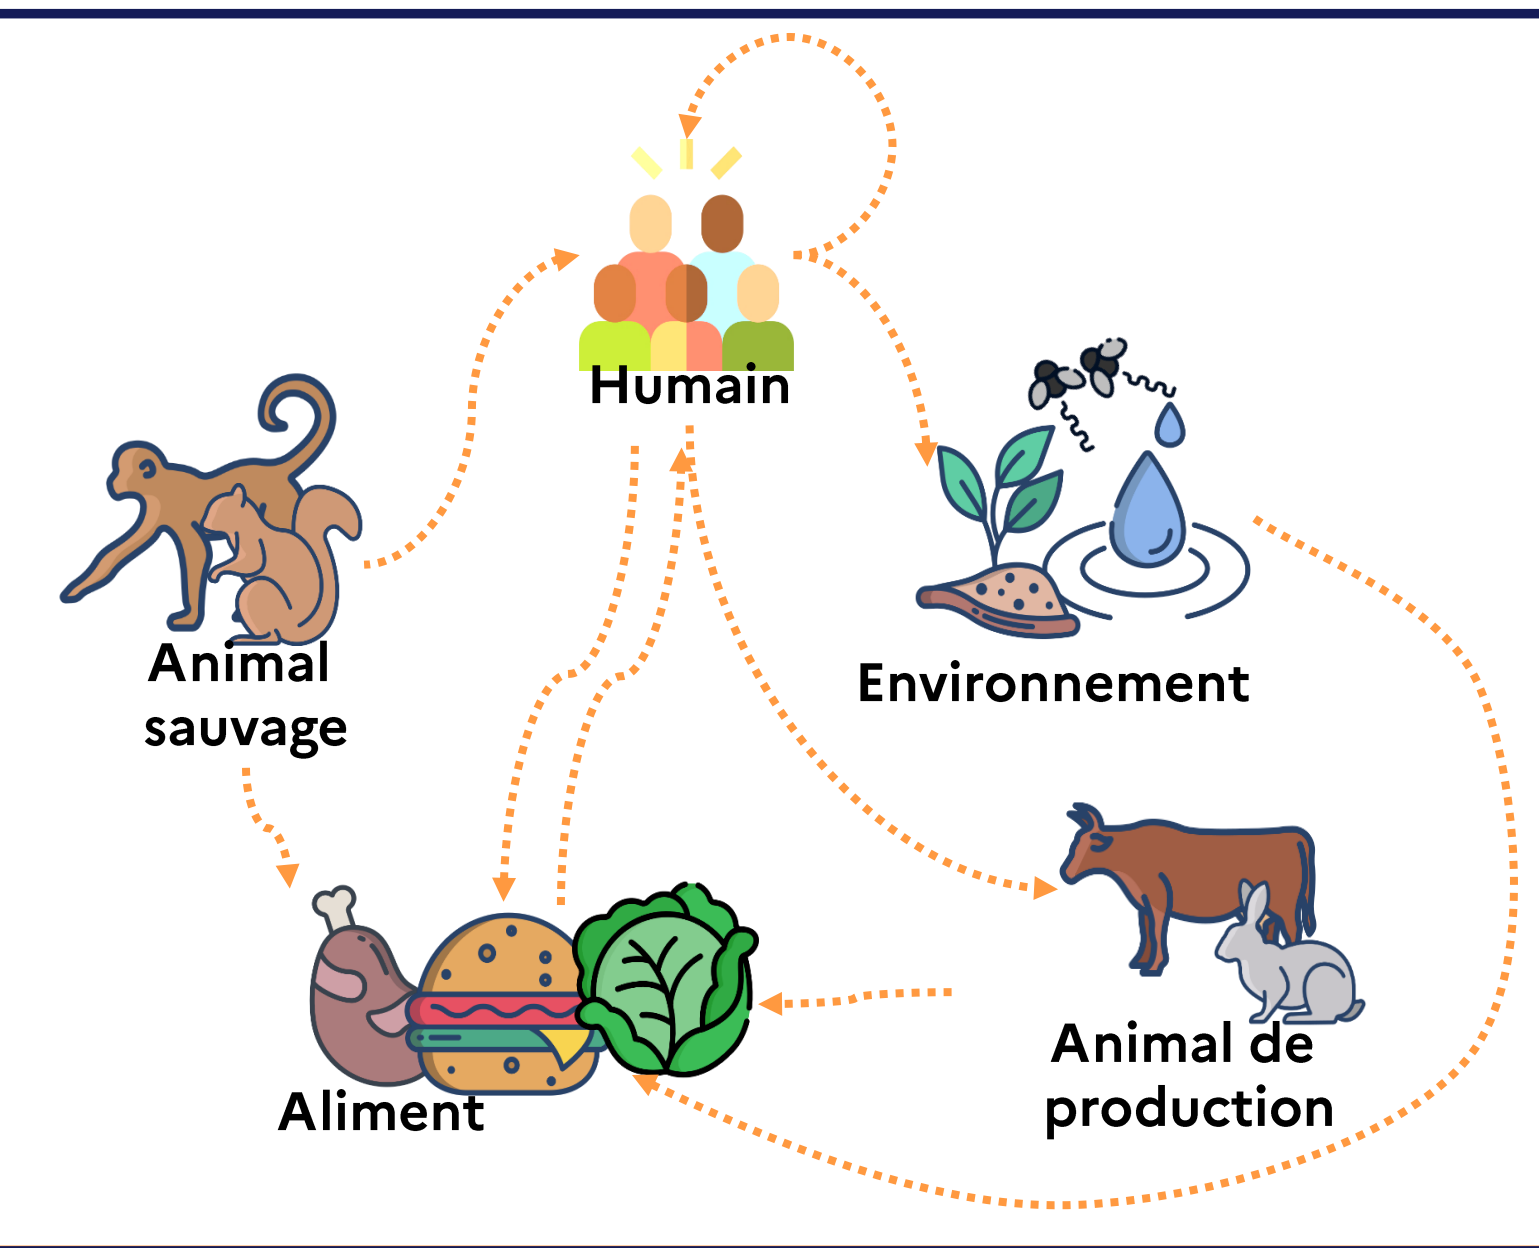 Humain
Environnement
Animal
sauvage
Animal de
production
Aliment